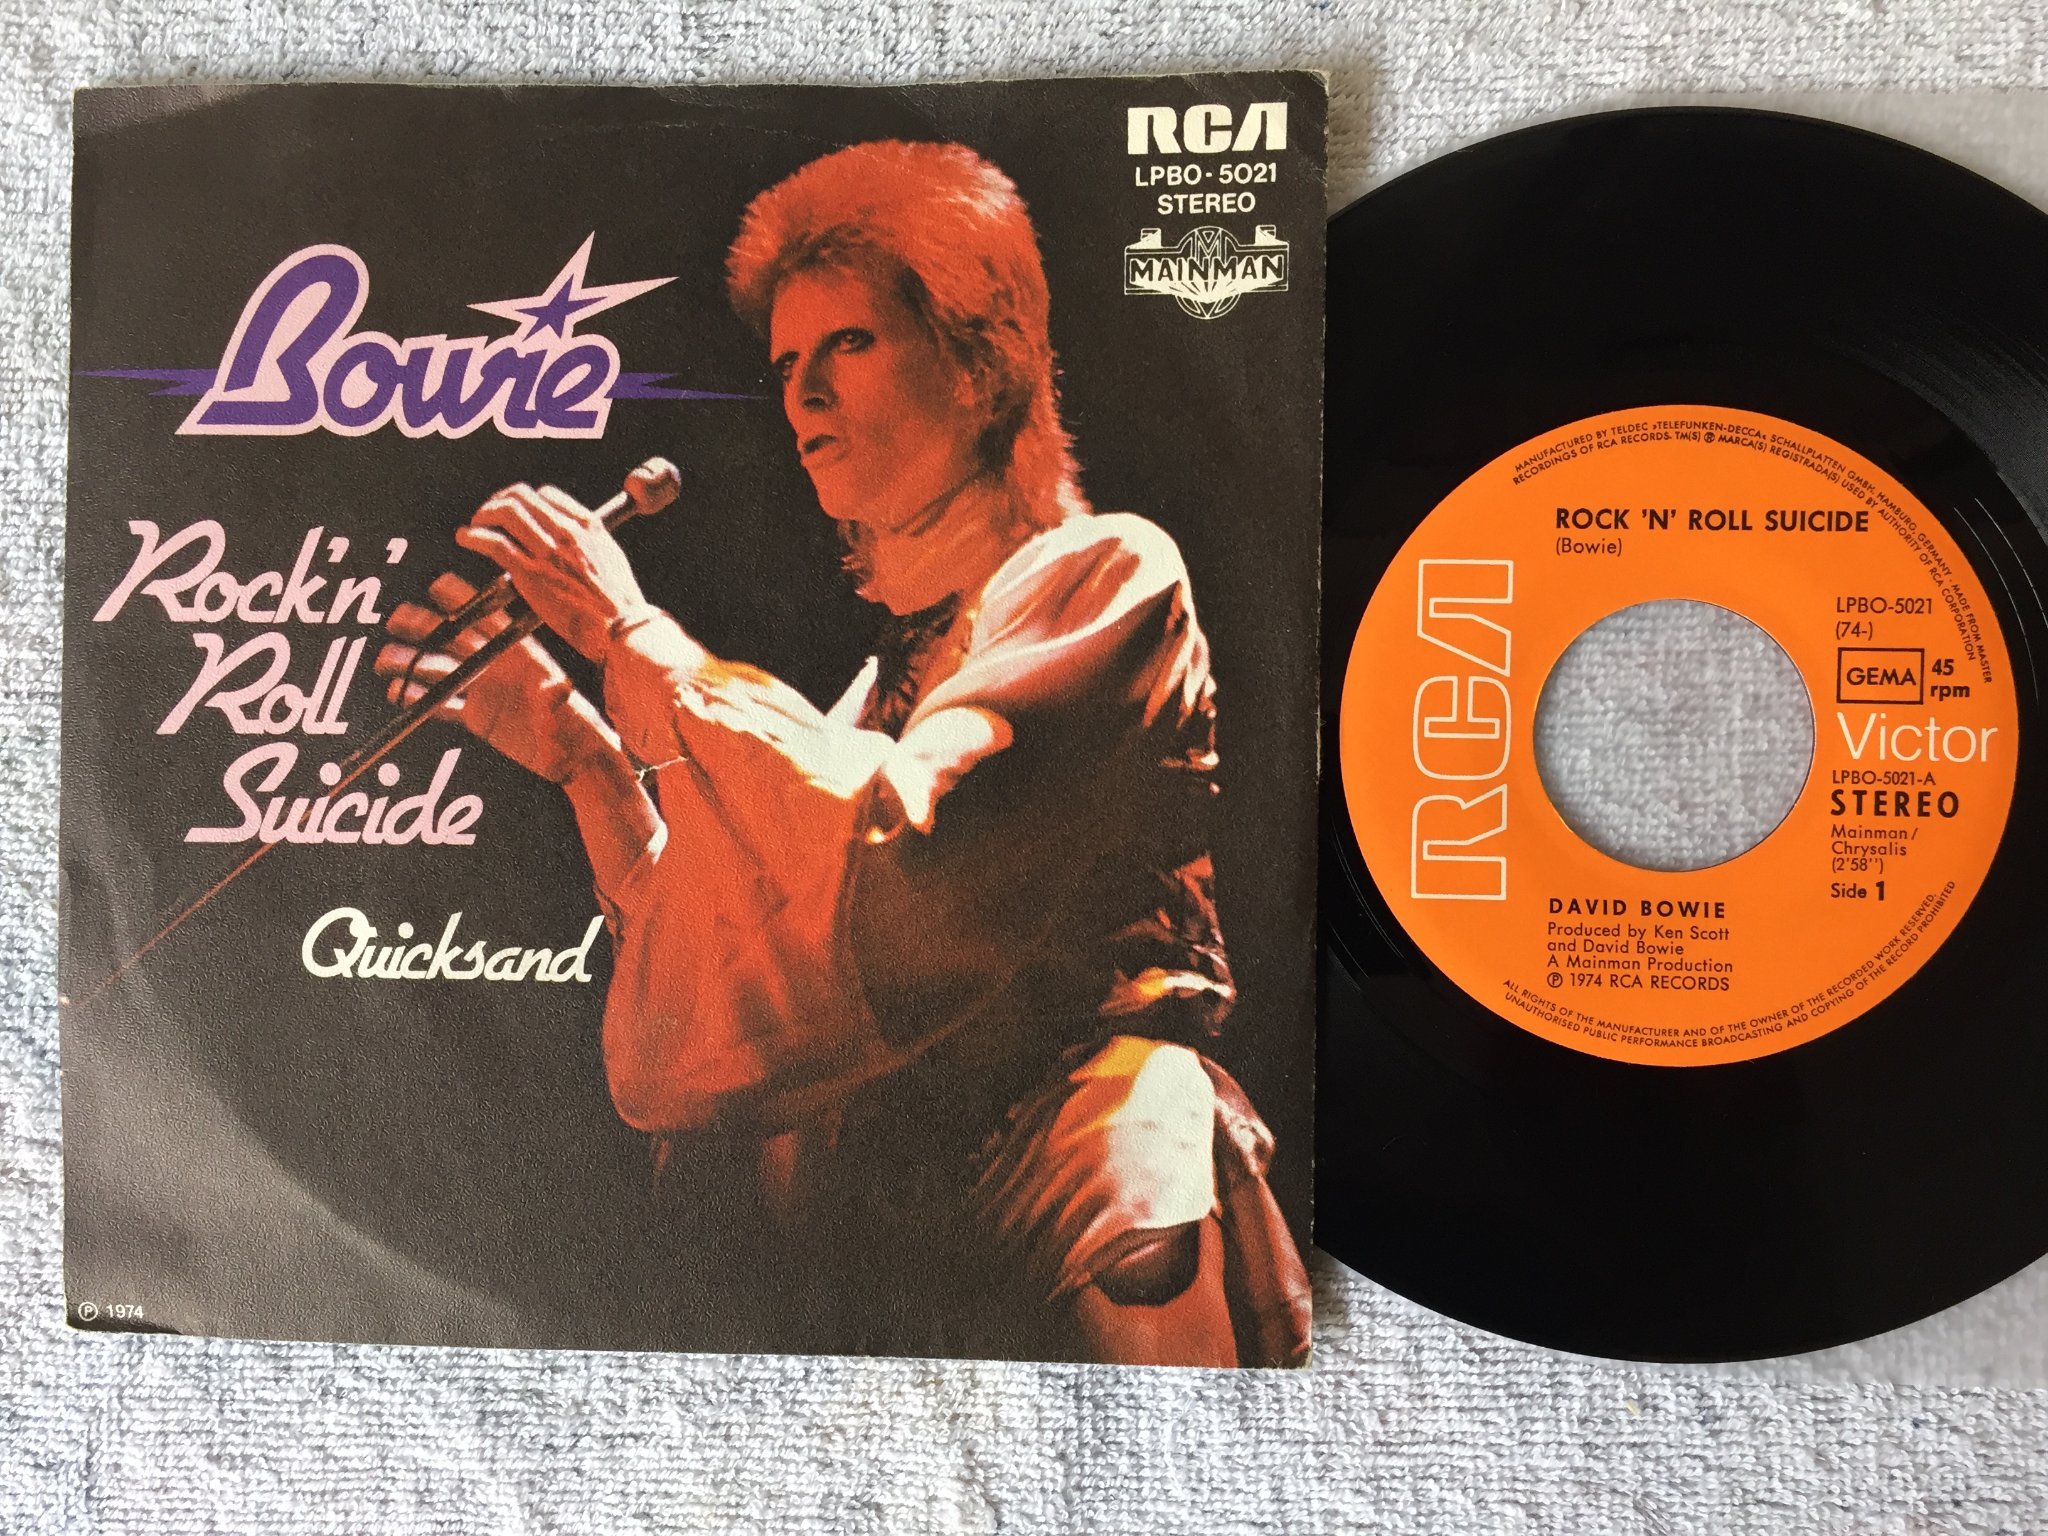 RCA
LPBO-5021
STEREO
MAINMAN
Bowie
Rock'n'
Roll
Suicide
Quicksand
℗ 1974
MANUFACTURED BY TELDEC »TELEFUNKEN-DECCA« SCHALLPLATTEN GMBH, HAMBURG, GERMANY · MADE FROM MASTER
RECORDINGS OF RCA RECORDS. TM(S) ® MARCA(S) REGISTRADA(S) USED BY AUTHORITY OF RCA CORPORATION
ROCK 'N' ROLL SUICIDE
(Bowie)
RCA
LPBO-5021
(74-)
GEMA
45
rpm
Victor
LPBO-5021-A
STEREO
Mainman/
Chrysalis
(2'58'')
Side 1
DAVID BOWIE
Produced by Ken Scott
and David Bowie
A Mainman Production
℗ 1974 RCA RECORDS
ALL RIGHTS OF THE MANUFACTURER AND OF THE OWNER OF THE RECORDED WORK RESERVED.
UNAUTHORISED PUBLIC PERFORMANCE BROADCASTING AND COPYING OF THE RECORD PROHIBITED